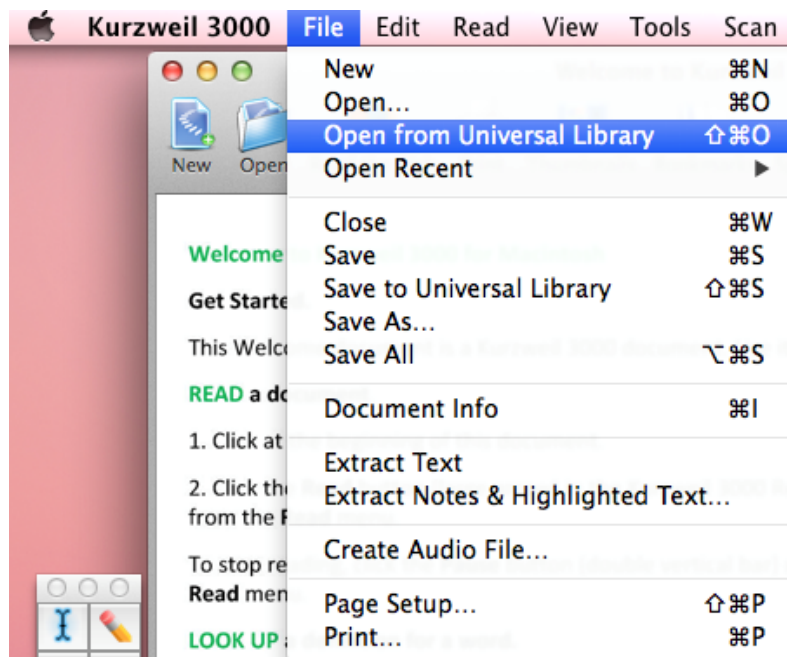 Kurzweil 3000 File Edit Read View Tools Scan
New ⌘N
Open... ⌘O
Open from Universal Library ⇧⌘O
Open Recent ▶
Close ⌘W
Save ⌘S
Save to Universal Library ⇧⌘S
Save As...
Save All ⌥⌘S
Document Info ⌘I
Extract Text
Extract Notes & Highlighted Text...
Create Audio File...
Page Setup... ⇧⌘P
Print... ⌘P
New Open
Welcome
Get Started
This Welc
READ a do
1. Click at
2. Click the
from the
To stop re
Read men
LOOK UP